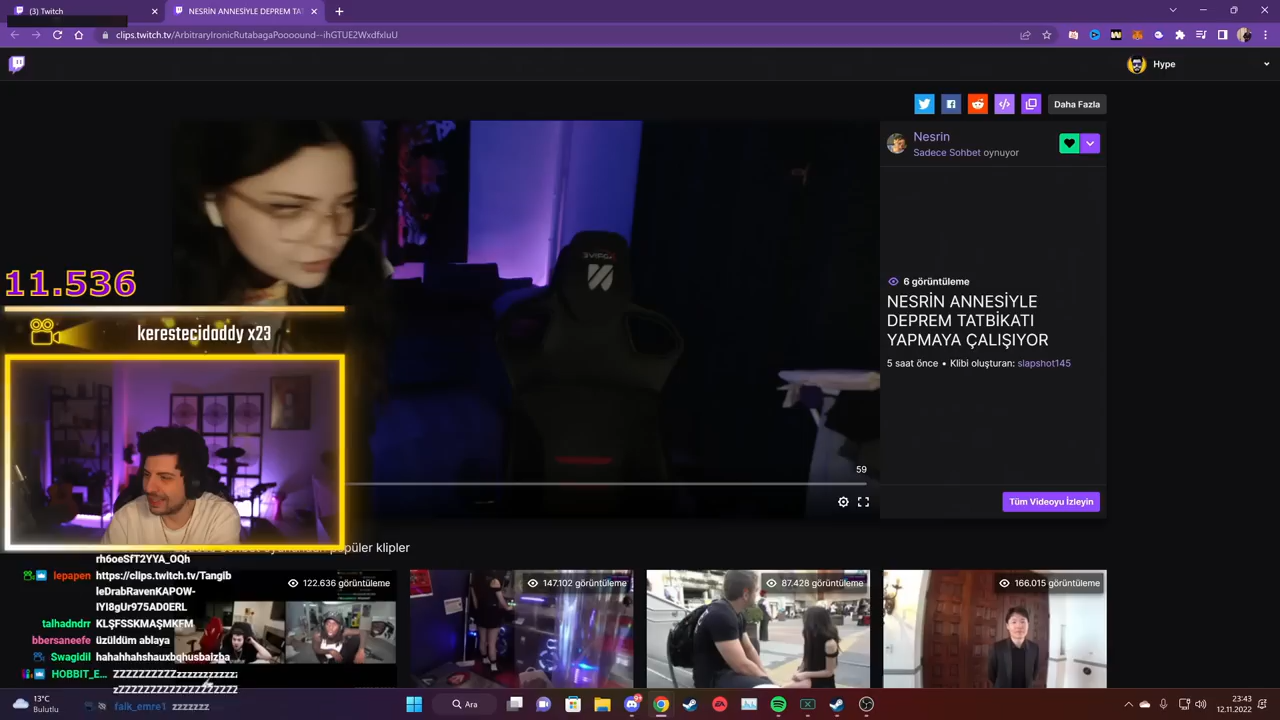 (3) Twitch
NESRİN ANNESİYLE DEPREM TA
clips.twitch.tv/ArbitraryIronicRutabagaPoooound--ihGTUE2WxdfxluU
Hype
Daha Fazla
Nesrin
Sadece Sohbet oynuyor
6 görüntüleme
NESRİN ANNESİYLE
DEPREM TATBİKATI
YAPMAYA ÇALIŞIYOR
5 saat önce • Klibi oluşturan: slapshot145
11.536
kerestecidaddy x23
59
Tüm Videoyu İzleyin
popüler klipler
rh6oeSfT2YYA_OQh
lepapen https://clips.twitch.tv/Tangib
leDrabRavenKAPOW-
iYI8gUr975AD0ERL
talhadndrr KLŞFSSKMAŞMKFM
bbersaneefe üzüldüm ablaya
Swagldil hahahhahshauxbqhusbaizba
HOBBIT_E...
falk_emre1 zzzzzzz
122.636 görüntüleme
147.102 görüntüleme
87.428 görüntüleme
166.015 görüntüleme
13°C
Bulutlu
Ara
23:43
12.11.2022